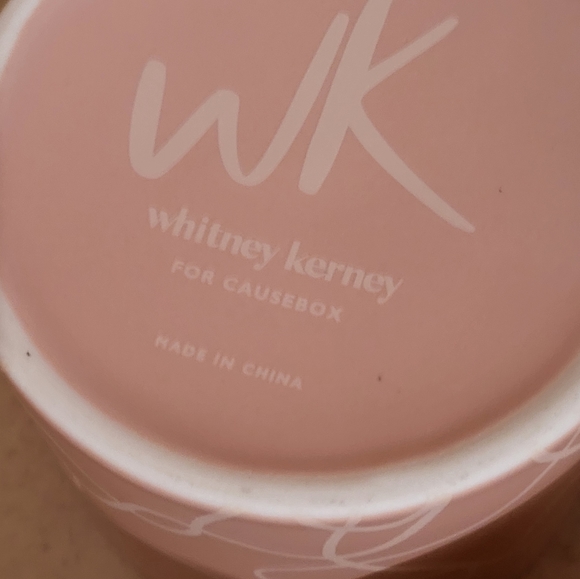 WK
whitney kerney
FOR CAUSEBOX
MADE IN CHINA